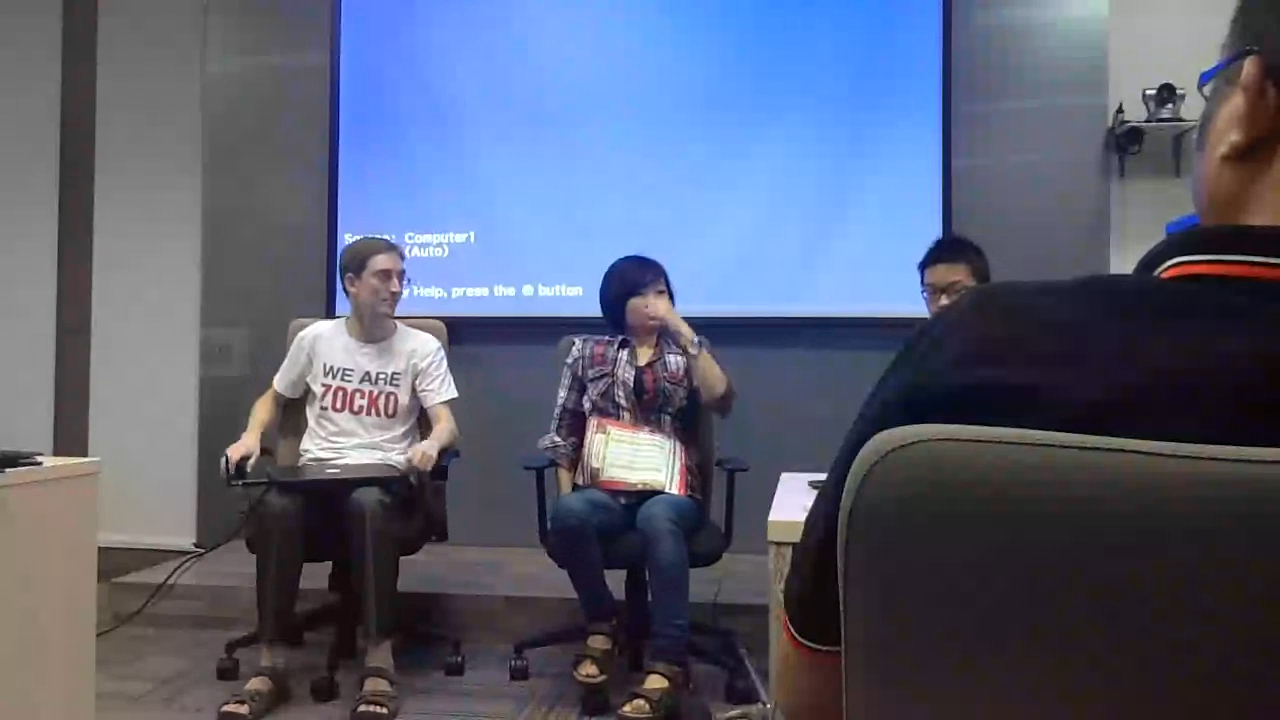 Computer1
(Auto)
Help, press the button
WE ARE
ZOCKO